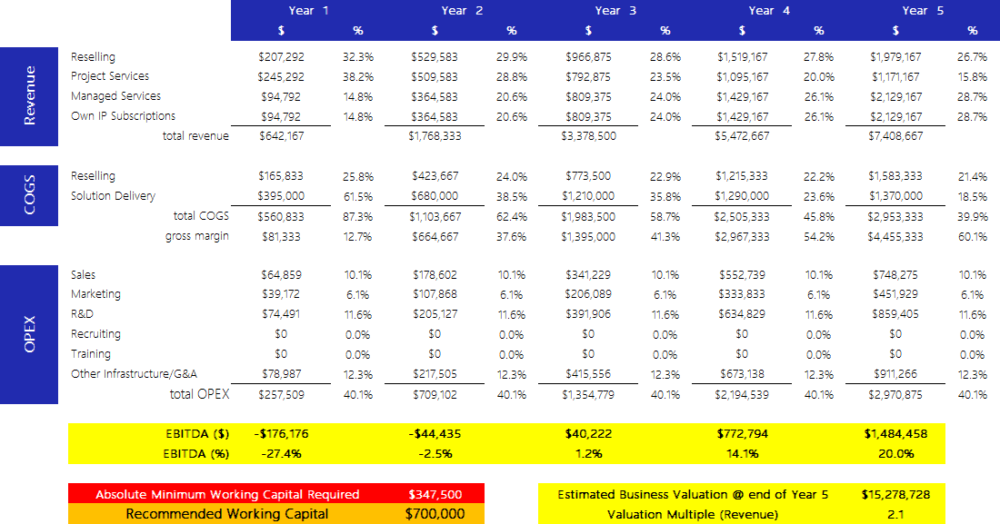 Year 1 Year 2 Year 3 Year 4 Year 5
$ % $ % $ % $ % $ %
Revenue
Reselling $207,292 32.3% $529,583 29.9% $966,875 28.6% $1,519,167 27.8% $1,979,167 26.7%
Project Services $245,292 38.2% $509,583 28.8% $792,875 23.5% $1,095,167 20.0% $1,171,167 15.8%
Managed Services $94,792 14.8% $364,583 20.6% $809,375 24.0% $1,429,167 26.1% $2,129,167 28.7%
Own IP Subscriptions $94,792 14.8% $364,583 20.6% $809,375 24.0% $1,429,167 26.1% $2,129,167 28.7%
total revenue $642,167 $1,768,333 $3,378,500 $5,472,667 $7,408,667
COGS
Reselling $165,833 25.8% $423,667 24.0% $773,500 22.9% $1,215,333 22.2% $1,583,333 21.4%
Solution Delivery $395,000 61.5% $680,000 38.5% $1,210,000 35.8% $1,290,000 23.6% $1,370,000 18.5%
total COGS $560,833 87.3% $1,103,667 62.4% $1,983,500 58.7% $2,505,333 45.8% $2,953,333 39.9%
gross margin $81,333 12.7% $664,667 37.6% $1,395,000 41.3% $2,967,333 54.2% $4,455,333 60.1%
OPEX
Sales $64,859 10.1% $178,602 10.1% $341,229 10.1% $552,739 10.1% $748,275 10.1%
Marketing $39,172 6.1% $107,868 6.1% $206,089 6.1% $333,833 6.1% $451,929 6.1%
R&D $74,491 11.6% $205,127 11.6% $391,906 11.6% $634,829 11.6% $859,405 11.6%
Recruiting $0 0.0% $0 0.0% $0 0.0% $0 0.0% $0 0.0%
Training $0 0.0% $0 0.0% $0 0.0% $0 0.0% $0 0.0%
Other Infrastructure/G&A $78,987 12.3% $217,505 12.3% $415,556 12.3% $673,138 12.3% $911,266 12.3%
total OPEX $257,509 40.1% $709,102 40.1% $1,354,779 40.1% $2,194,539 40.1% $2,970,875 40.1%
EBITDA ($) -$176,176 -$44,435 $40,222 $772,794 $1,484,458
EBITDA (%) -27.4% -2.5% 1.2% 14.1% 20.0%
Absolute Minimum Working Capital Required $347,500 Estimated Business Valuation @ end of Year 5 $15,278,728
Recommended Working Capital $700,000 Valuation Multiple (Revenue) 2.1